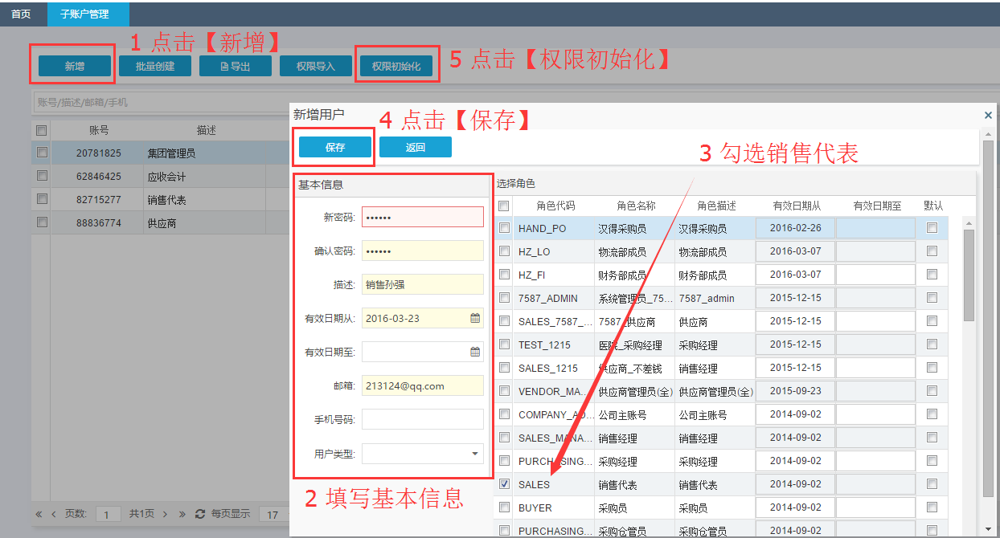 首页 子账户管理
1 点击【新增】
新增 批量创建 导出 权限导入 权限初始化
5 点击【权限初始化】
账号/描述/邮箱/手机
账号 描述
20781825 集团管理员
62846425 应收会计
82715277 销售代表
88836774 供应商
« ‹ 页数: 1 共1页 › » 每页显示 17
新增用户 ×
4 点击【保存】
保存 返回
3 勾选销售代表
基本信息
新密码: ••••••
确认密码: ••••••
描述: 销售孙强
有效日期从: 2016-03-23
有效日期至:
邮箱: 213124@qq.com
手机号码:
用户类型:
2 填写基本信息
选择角色
角色代码 角色名称 角色描述 有效日期从 有效日期至 默认
HAND_PO 汉得采购员 汉得采购员 2016-02-26
HZ_LO 物流部成员 物流部成员 2016-03-07
HZ_FI 财务部成员 财务部成员 2016-03-07
7587_ADMIN 系统管理员_75... 7587_admin 2015-12-15
SALES_7587_... 7587_供应商 供应商 2015-12-15
TEST_1215 医院_采购经理 采购经理 2015-12-15
SALES_1215 供应商_不差钱 销售经理 2015-12-15
VENDOR_MA... 供应商管理员(全) 供应商管理员(全) 2015-09-23
COMPANY_AD... 公司主账号 公司主账号 2014-09-02
SALES_MANA... 销售经理 销售经理 2014-09-02
PURCHASING... 采购经理 采购经理 2014-09-02
SALES 销售代表 销售代表 2014-09-02
BUYER 采购员 采购员 2014-09-02
PURCHASING... 采购仓管员 采购仓管员 2014-09-02